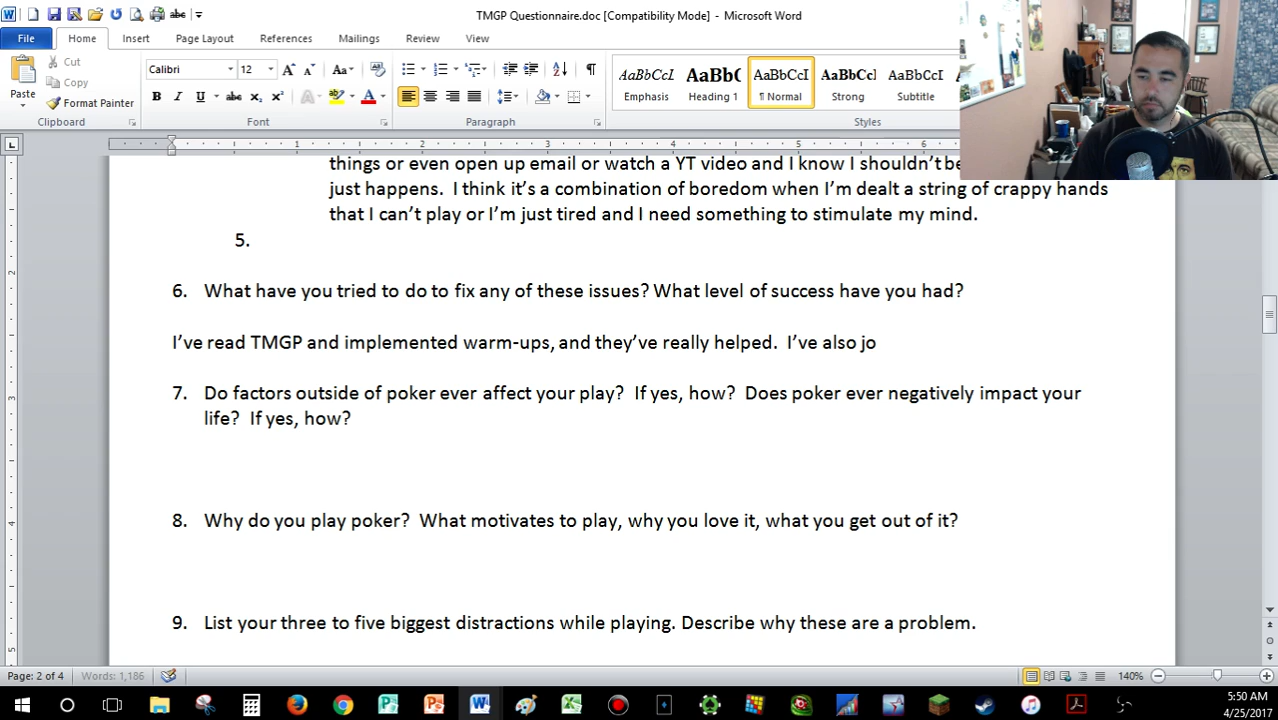 TMGP Questionnaire.doc [Compatibility Mode] - Microsoft Word
File Home Insert Page Layout References Mailings Review View
Paste Cut Copy Format Painter
Calibri 12
AaBbCcI AaBbC AaBbCcI AaBbCcI AaBbCcI
Emphasis Heading 1 ¶ Normal Strong Subtitle
Clipboard Font Paragraph Styles
1 2 3 4 5 6
things or even open up email or watch a YT video and I know I shouldn't be
just happens. I think it's a combination of boredom when I'm dealt a string of crappy hands
that I can't play or I'm just tired and I need something to stimulate my mind.
5.
6. What have you tried to do to fix any of these issues? What level of success have you had?
I've read TMGP and implemented warm-ups, and they've really helped. I've also jo
7. Do factors outside of poker ever affect your play? If yes, how? Does poker ever negatively impact your
life? If yes, how?
8. Why do you play poker? What motivates to play, why you love it, what you get out of it?
9. List your three to five biggest distractions while playing. Describe why these are a problem.
Page: 2 of 4 Words: 1,186 140%
5:50 AM
4/25/2017